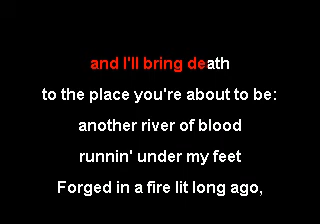 and I'll bring death
to the place you're about to be:
another river of blood
runnin' under my feet
Forged in a fire lit long ago,